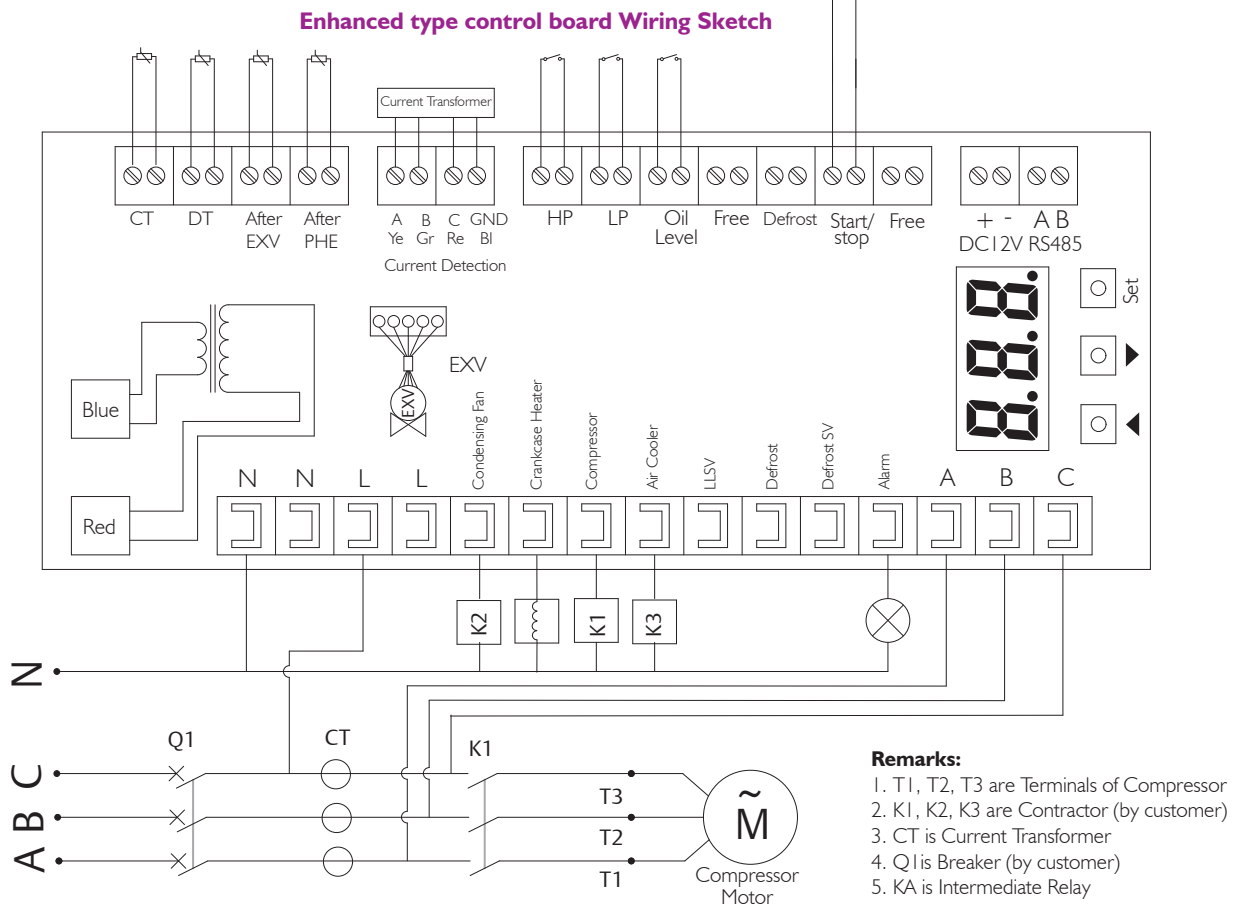 Enhanced type control board Wiring Sketch
Current Transformer
CT DT After EXV After PHE
A B C GND
Ye Gr Re Bl
Current Detection
HP LP Oil Level Free Defrost Start/stop Free
+ - A B
DC12V RS485
8.8.8.
Set
Blue
Red
EXV
EXV
Condensing Fan
Crankcase Heater
Compressor
Air Cooler
LLSV
Defrost
Defrost SV
Alarm
N N L L A B C
K2 K1 K3
N
Q1 CT K1
C
B
A
T3
T2
T1
~
M
Compressor
Motor
Remarks:
1. T1, T2, T3 are Terminals of Compressor
2. K1, K2, K3 are Contractor (by customer)
3. CT is Current Transformer
4. Q1is Breaker (by customer)
5. KA is Intermediate Relay